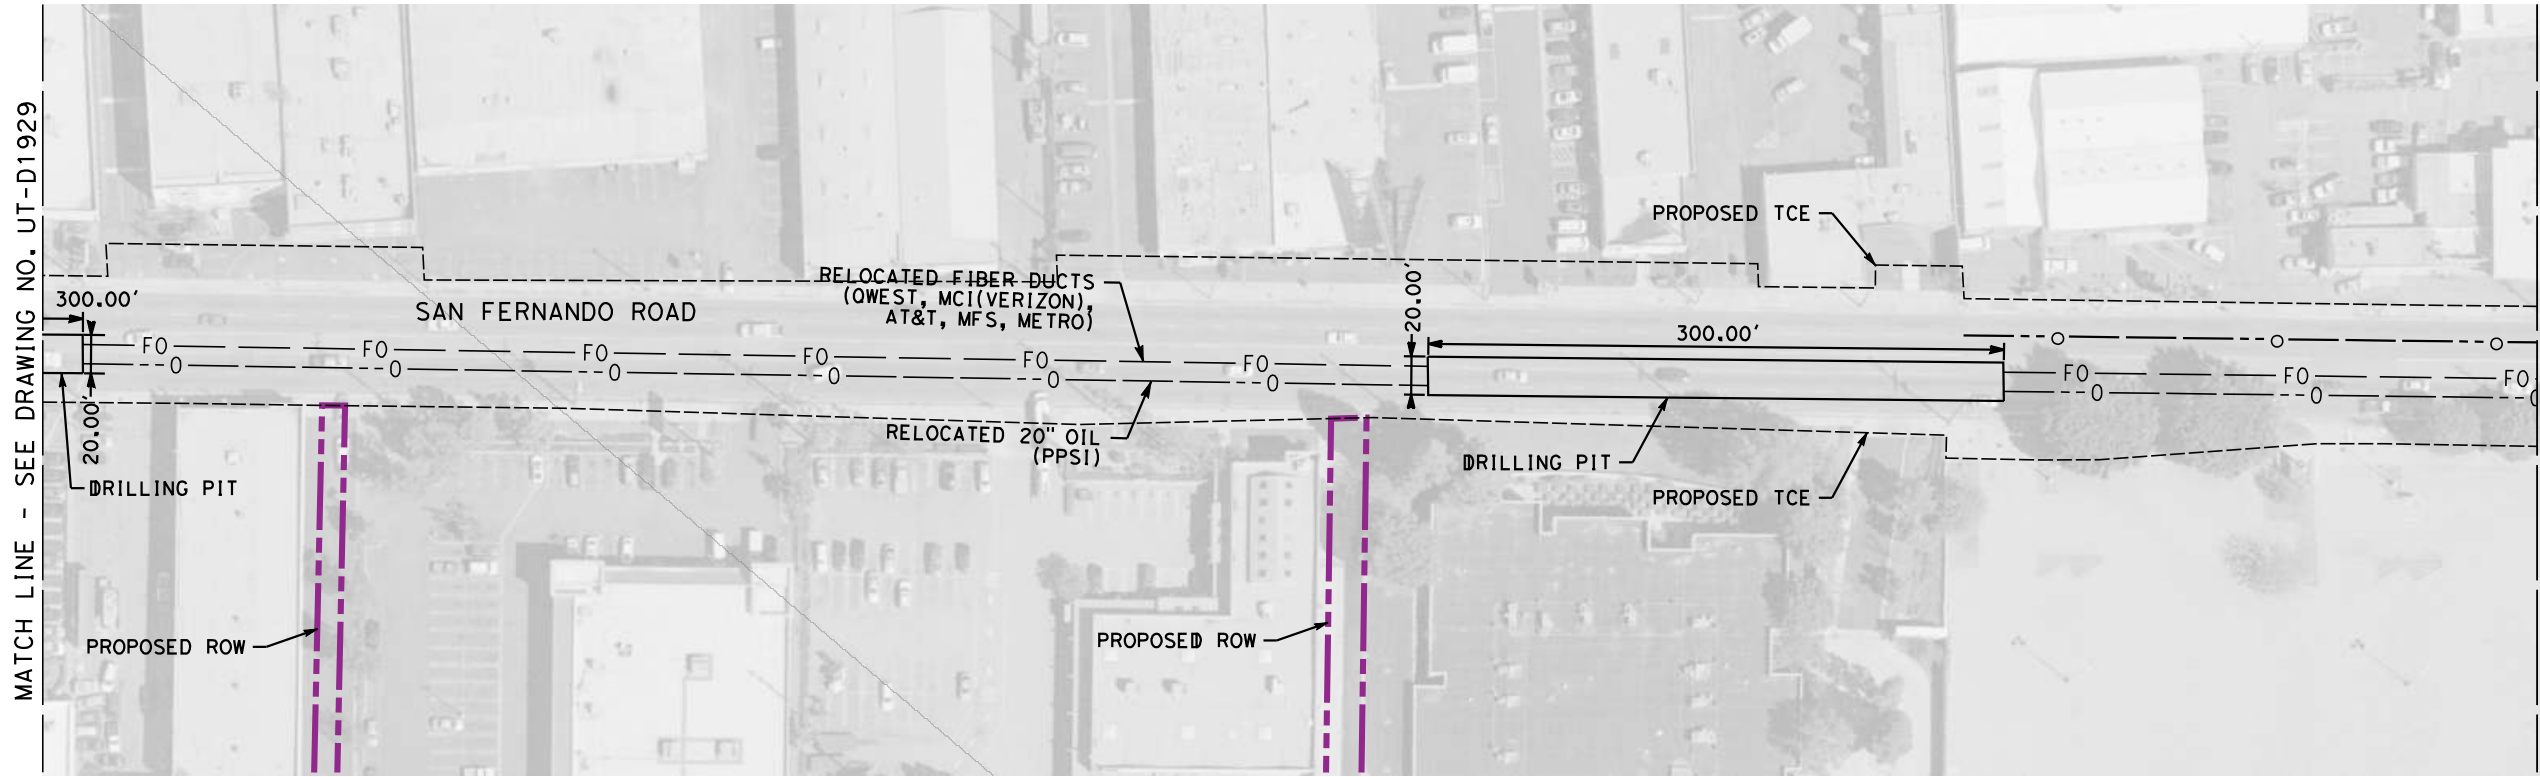 MATCH LINE - SEE DRAWING NO. UT-D1929
300.00'
20.00'
DRILLING PIT
SAN FERNANDO ROAD
RELOCATED FIBER DUCTS
(QWEST, MCI(VERIZON),
AT&T, MFS, METRO)
FO FO FO FO FO FO
O O O O O O
RELOCATED 20" OIL
(PPSI)
20.00'
300.00'
PROPOSED TCE
DRILLING PIT
PROPOSED TCE
O O O
FO FO FO
O O O
PROPOSED ROW
PROPOSED ROW